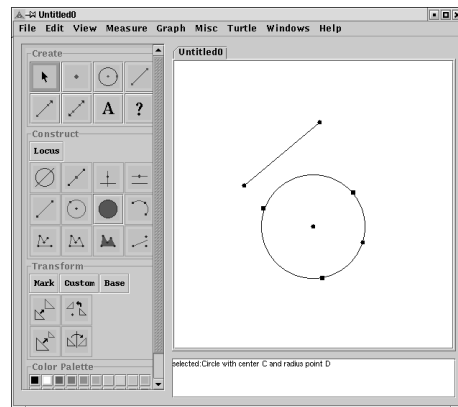 Untitled0
File Edit View Measure Graph Misc Turtle Windows Help
Create
A ?
Construct
Locus
Transform
Mark Custom Base
Color Palette
Untitled0
selected:Circle with center C and radius point D